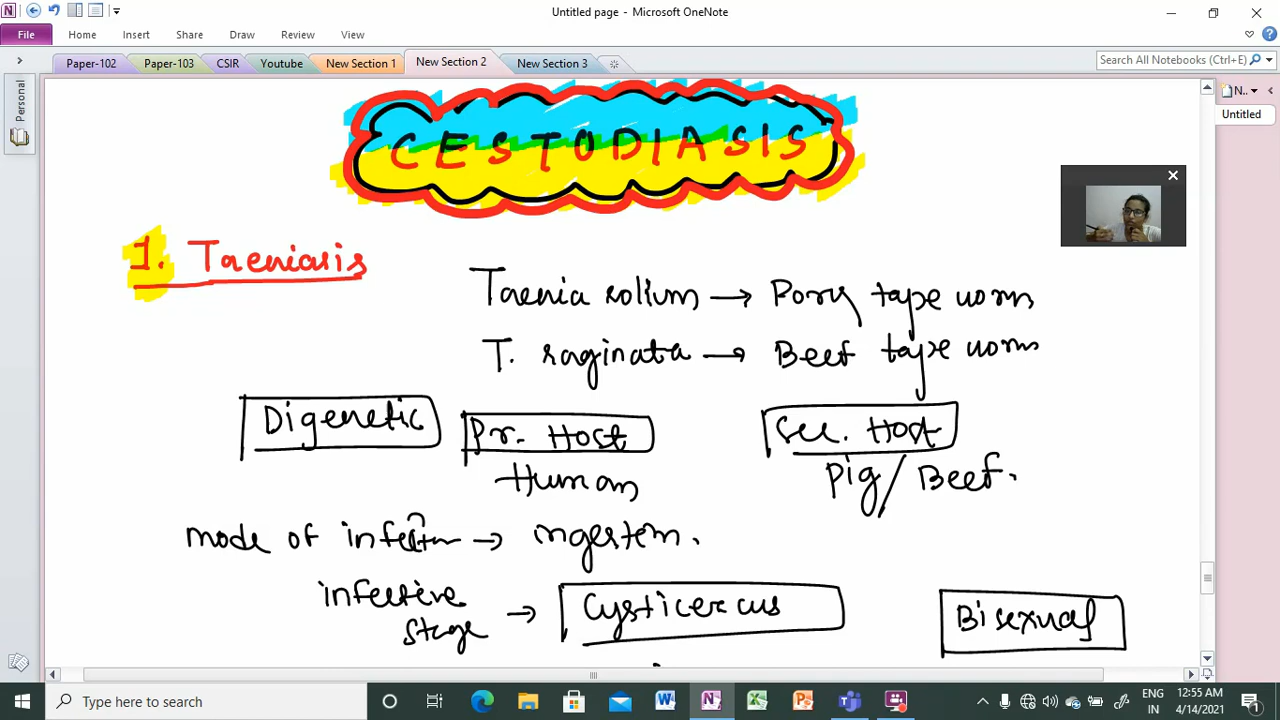 Untitled page - Microsoft OneNote
File Home Insert Share Draw Review View
Paper-102 Paper-103 CSIR Youtube New Section 1 New Section 2 New Section 3 Search All Notebooks (Ctrl+E)
N..
Personal
Untitled
CESTODIASIS
1. Taeniasis
Taenia solium → Pork tape worm
T. saginata → Beef tape worm
Digenetic Pr. Host Sec. Host
Human Pig/Beef.
mode of infection → ingestion.
infective → Cysticercus Bisexual
stage
Type here to search
ENG 12:55 AM
IN 4/14/2021